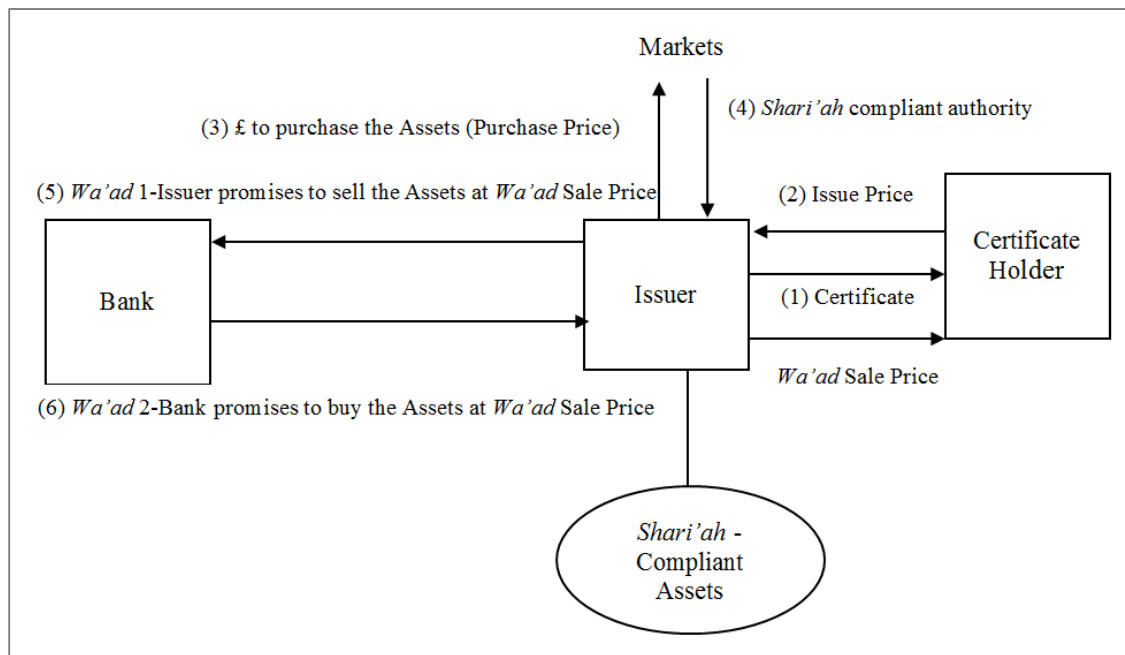 Markets
(3) £ to purchase the Assets (Purchase Price)
(4) Shari’ah compliant authority
(5) Wa’ad 1-Issuer promises to sell the Assets at Wa’ad Sale Price
(2) Issue Price
Bank
Issuer
Certificate
Holder
(1) Certificate
Wa’ad Sale Price
(6) Wa’ad 2-Bank promises to buy the Assets at Wa’ad Sale Price
Shari’ah -
Compliant
Assets